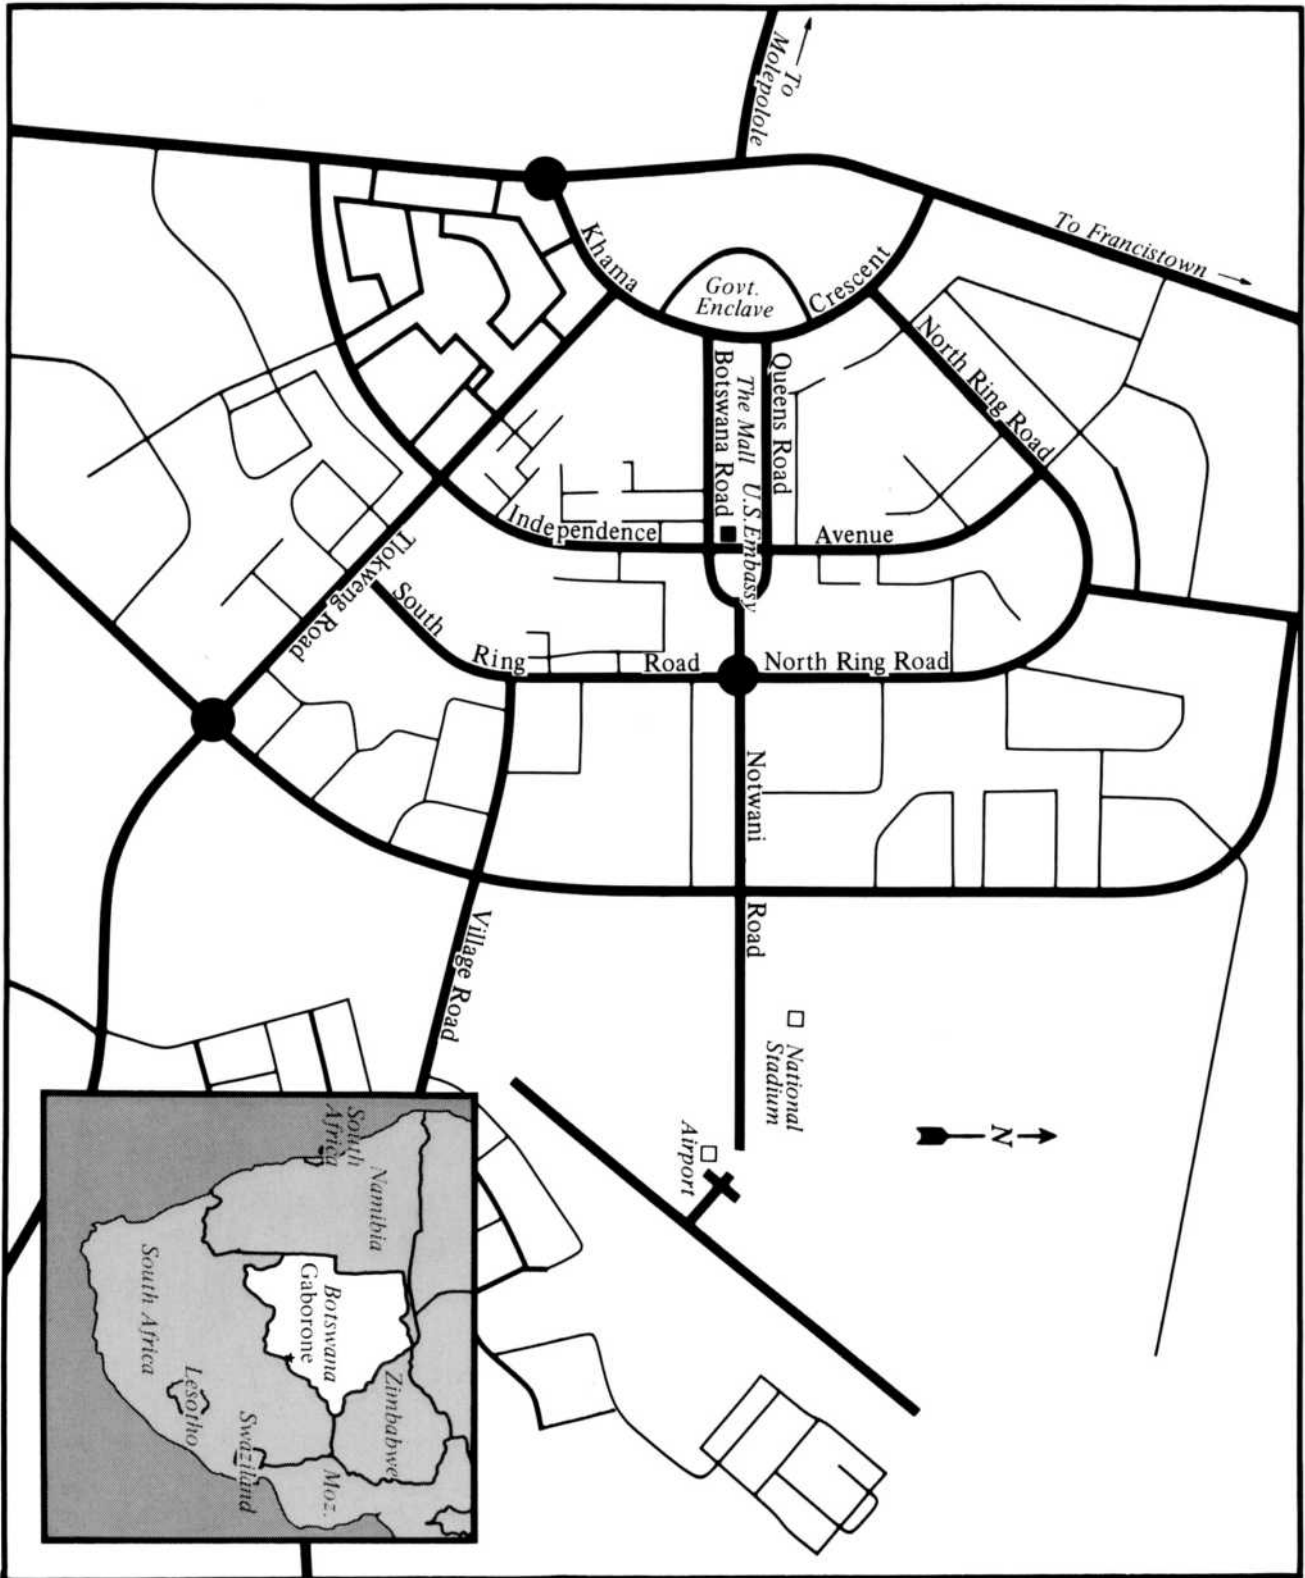 To
Molepolole
To Francistown
Khama
Crescent
Govt.
Enclave
North Ring Road
Queens Road
The Mall
Botswana Road
U.S. Embassy
Independence
Avenue
Tlokweng Road
South
Ring
Road
North Ring Road
Notwani
Road
Village Road
National
Stadium
Airport
N
South
Africa
Namibia
Botswana
Gaborone
Zimbabwe
South Africa
Lesotho
Swaziland
Moz.